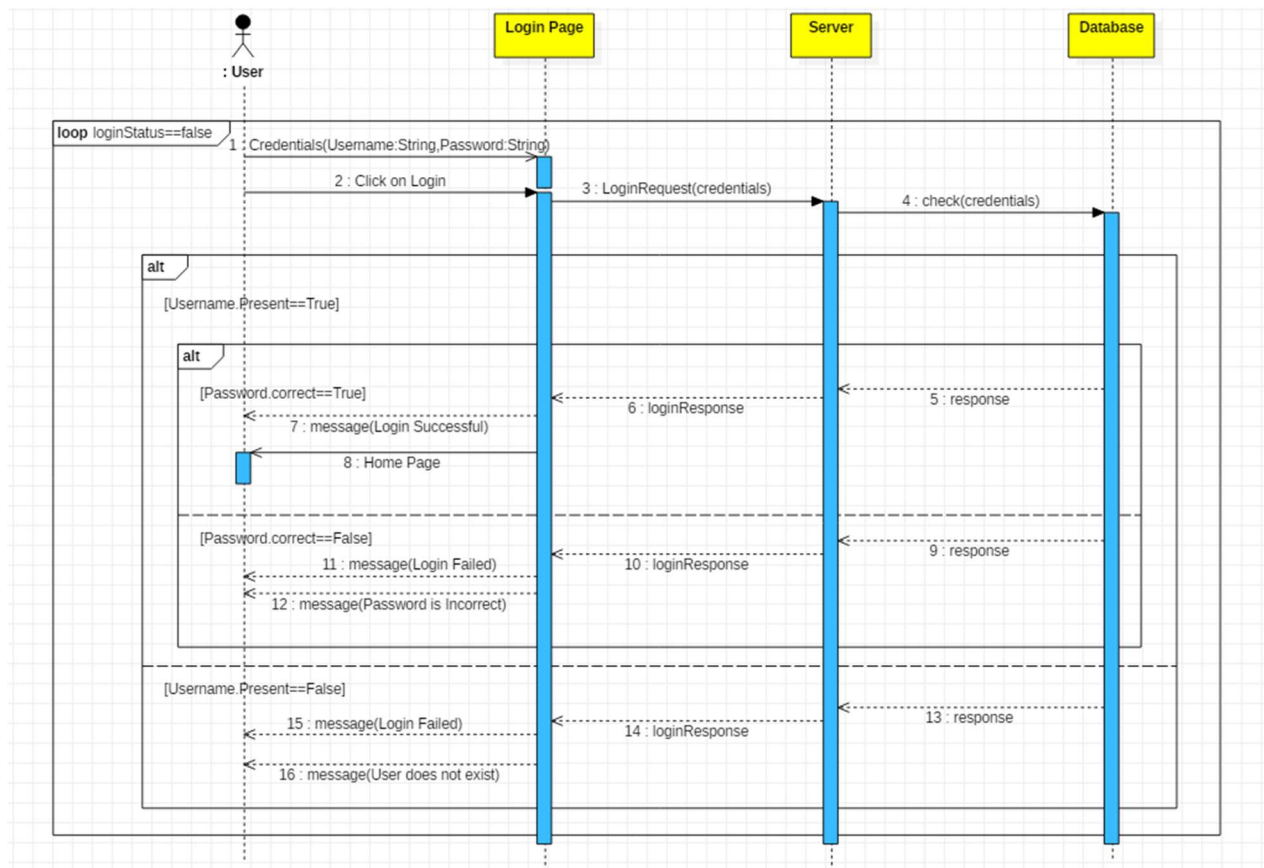 : User
Login Page
Server
Database
loop loginStatus==false
1 : Credentials(Username:String,Password:String)
2 : Click on Login
3 : LoginRequest(credentials)
4 : check(credentials)
alt
[Username.Present==True]
alt
[Password.correct==True]
5 : response
6 : loginResponse
7 : message(Login Successful)
8 : Home Page
[Password.correct==False]
9 : response
10 : loginResponse
11 : message(Login Failed)
12 : message(Password is Incorrect)
[Username.Present==False]
13 : response
14 : loginResponse
15 : message(Login Failed)
16 : message(User does not exist)